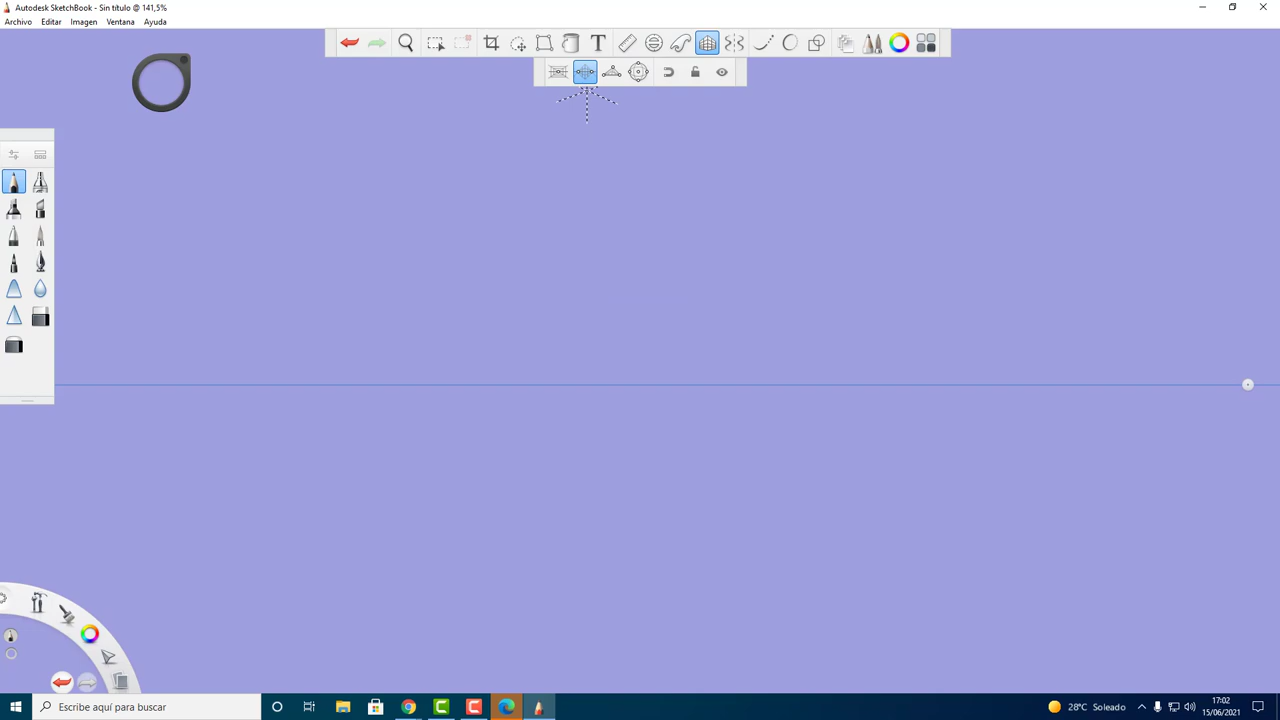 Autodesk SketchBook - Sin título @ 141,5%
Archivo Editar Imagen Ventana Ayuda
T
Escribe aquí para buscar
28°C Soleado
17:02
15/06/2021